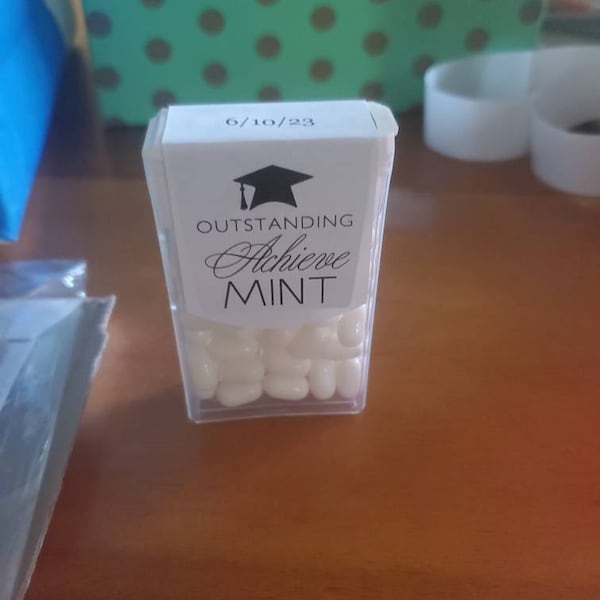 6/10/23
OUTSTANDING
Achieve
MINT